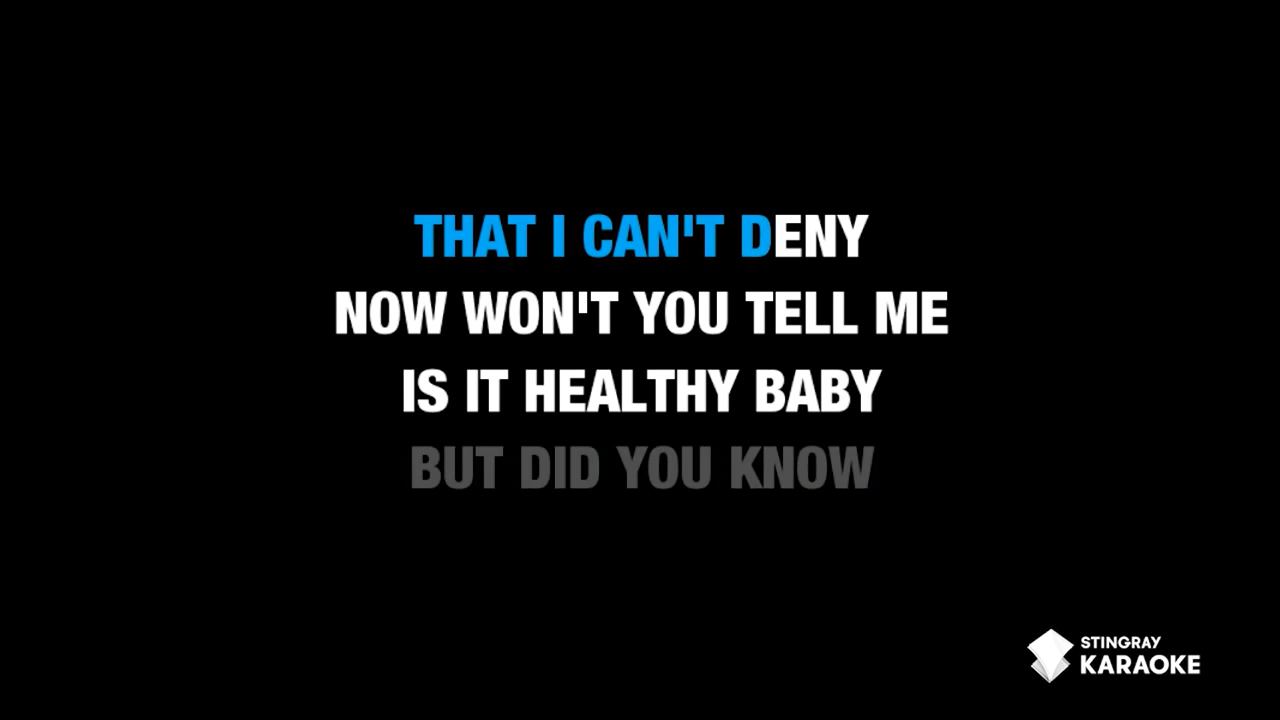 THAT I CAN'T DENY
NOW WON'T YOU TELL ME
IS IT HEALTHY BABY
BUT DID YOU KNOW
STINGRAY
KARAOKE